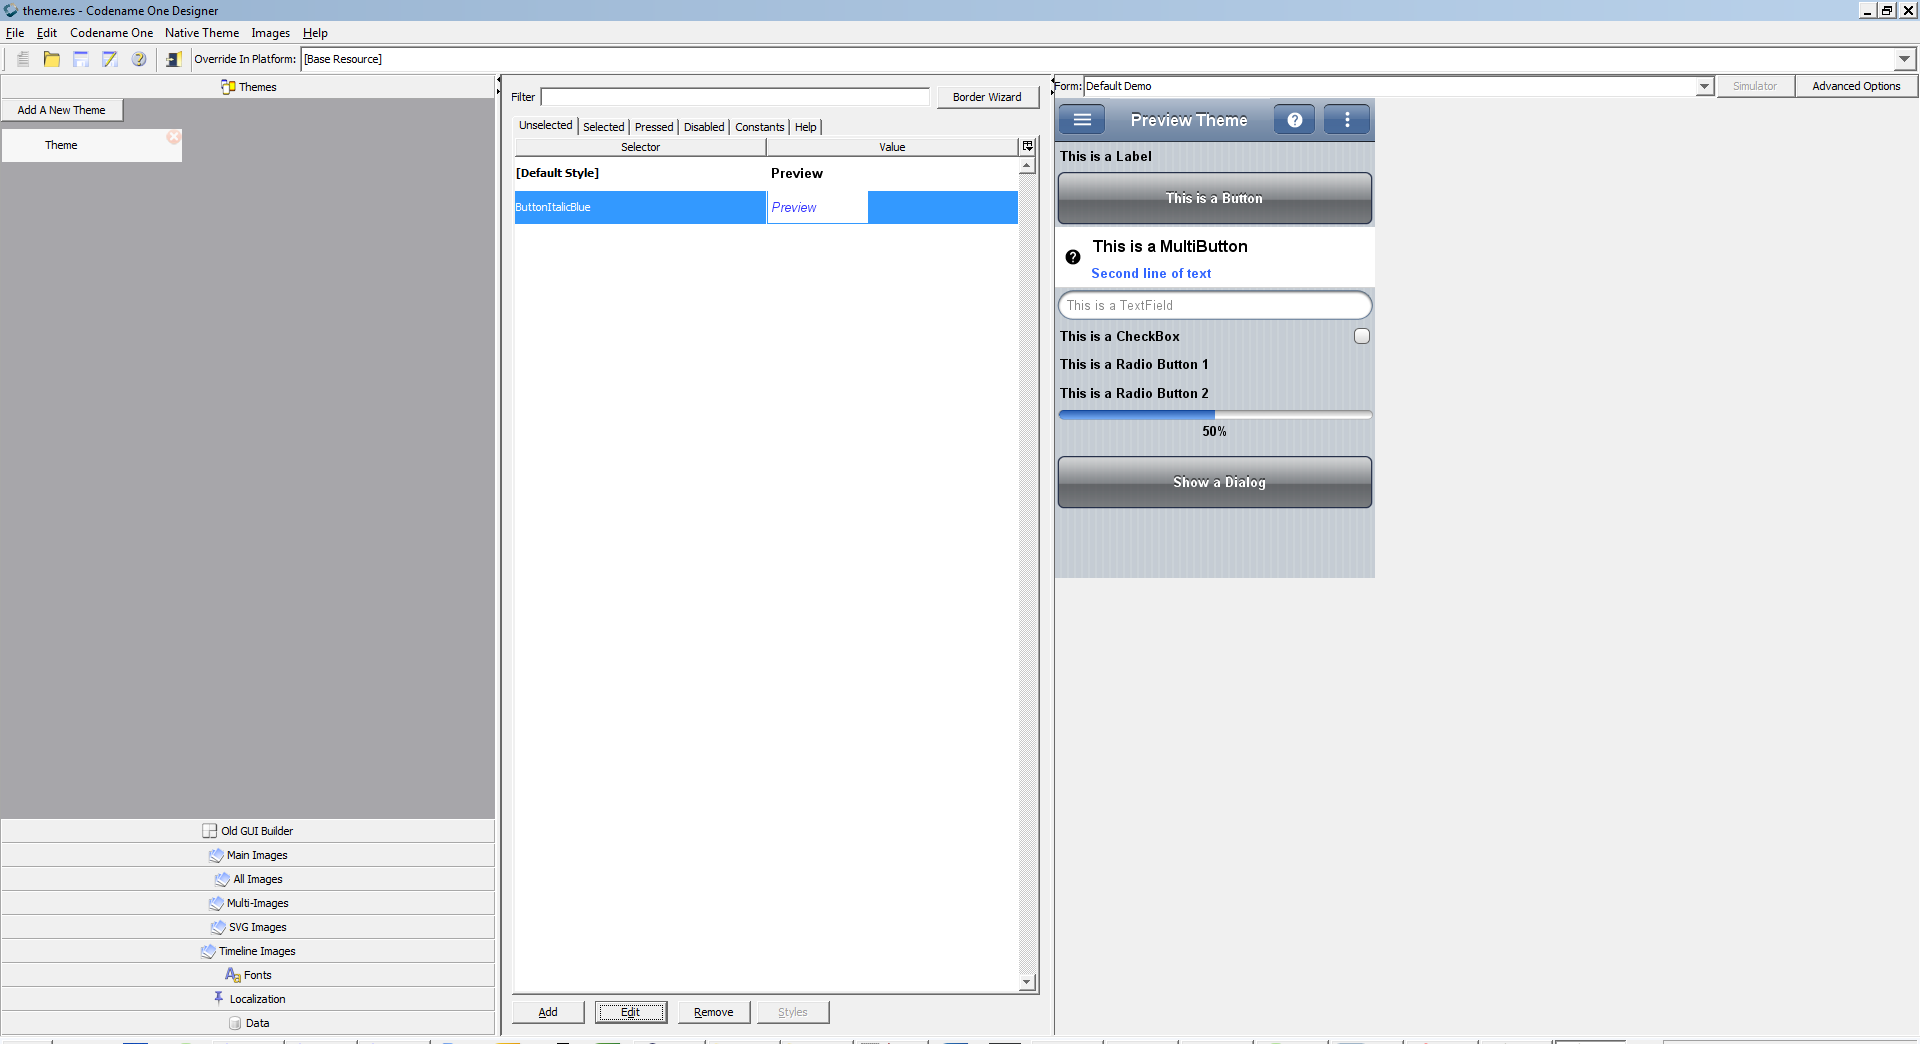 theme.res - Codename One Designer
File Edit Codename One Native Theme Images Help
Override In Platform: [Base Resource]
Themes
Add A New Theme
Theme
Old GUI Builder
Main Images
All Images
Multi-Images
SVG Images
Timeline Images
Fonts
Localization
Data
Filter Border Wizard
Unselected Selected Pressed Disabled Constants Help
Selector Value
[Default Style] Preview
ButtonItalicBlue Preview
Add Edit Remove Styles
Form: Default Demo Simulator Advanced Options
Preview Theme
This is a Label
This is a Button
This is a MultiButton
Second line of text
This is a TextField
This is a CheckBox
This is a Radio Button 1
This is a Radio Button 2
50%
Show a Dialog